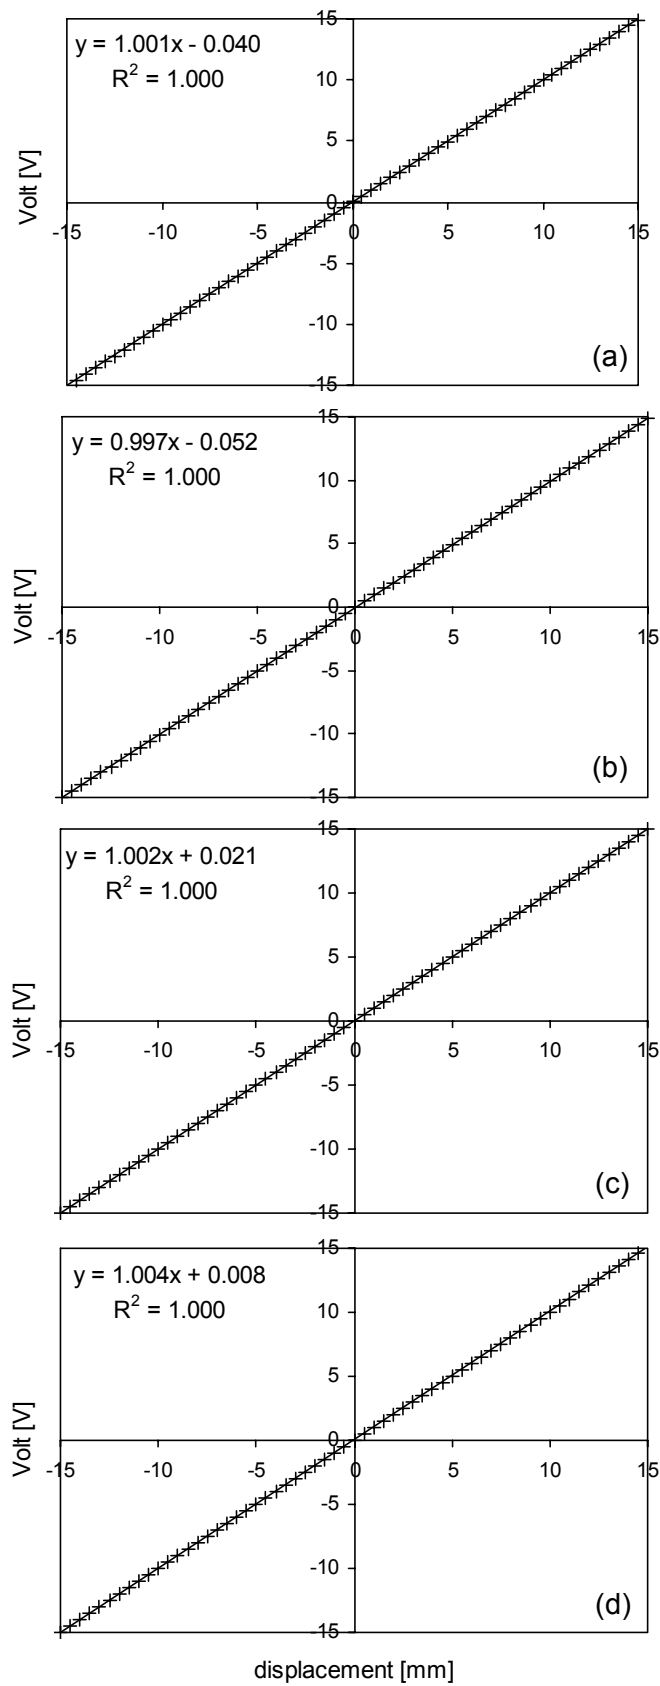 y = 1.001x - 0.040
R² = 1.000
15
10
5
0
-15 -10 -5 0 5 10 15
-5
-10
-15
Volt [V]
(a)
y = 0.997x - 0.052
R² = 1.000
15
10
5
0
-15 -10 -5 0 5 10 15
-5
-10
-15
Volt [V]
(b)
y = 1.002x + 0.021
R² = 1.000
15
10
5
0
-15 -10 -5 0 5 10 15
-5
-10
-15
Volt [V]
(c)
y = 1.004x + 0.008
R² = 1.000
15
10
5
0
-15 -10 -5 0 5 10 15
-5
-10
-15
Volt [V]
(d)
displacement [mm]